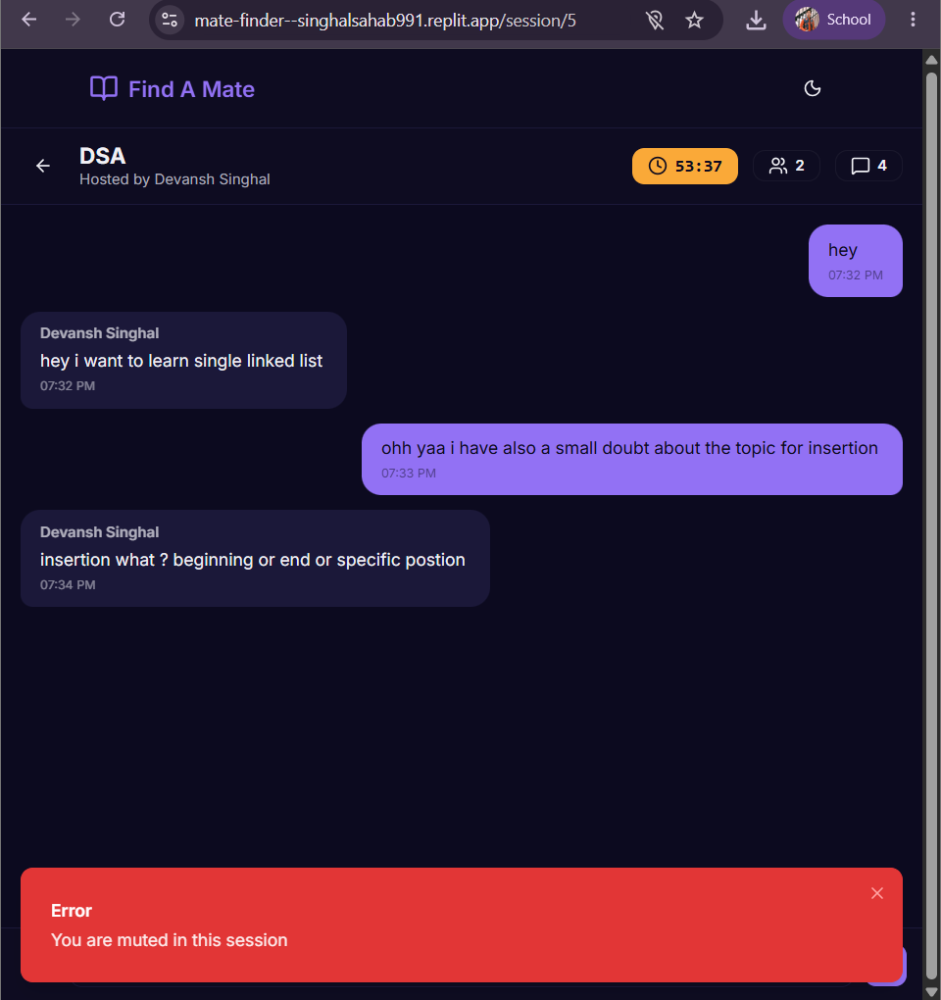 mate-finder--singhalsahab991.replit.app/session/5
School
Find A Mate
DSA
Hosted by Devansh Singhal
53:37
2
4
hey
07:32 PM
Devansh Singhal
hey i want to learn single linked list
07:32 PM
ohh yaa i have also a small doubt about the topic for insertion
07:33 PM
Devansh Singhal
insertion what ? beginning or end or specific postion
07:34 PM
Error
You are muted in this session